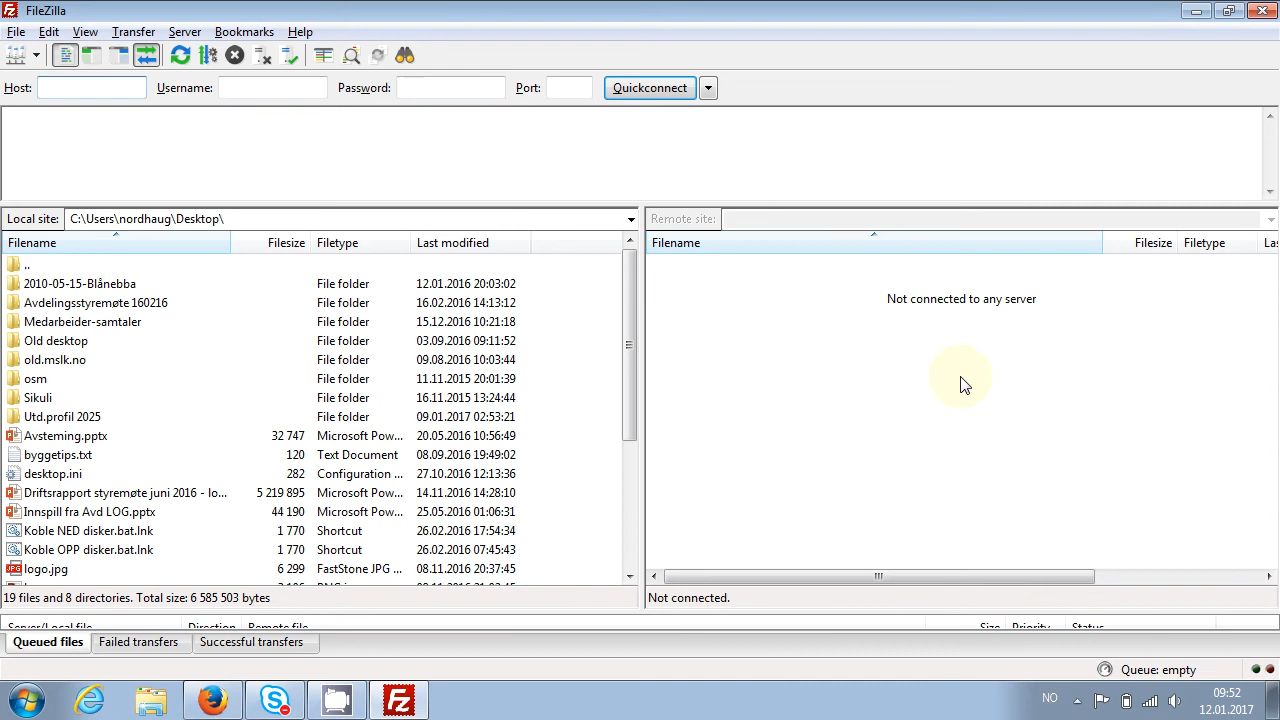 FileZilla
File Edit View Transfer Server Bookmarks Help
Host: Username: Password: Port: Quickconnect
Local site: C:\Users\nordhaug\Desktop\
Remote site:
Filename Filesize Filetype Last modified
..
2010-05-15-Blånebba File folder 12.01.2016 20:03:02
Avdelingsstyremøte 160216 File folder 16.02.2016 14:13:12
Medarbeider-samtaler File folder 15.12.2016 10:21:18
Old desktop File folder 03.09.2016 09:11:52
old.mslk.no File folder 09.08.2016 10:03:44
osm File folder 11.11.2015 20:01:39
Sikuli File folder 16.11.2015 13:24:44
Utd.profil 2025 File folder 09.01.2017 02:53:21
Avsteming.pptx 32 747 Microsoft Pow... 20.05.2016 10:56:49
byggetips.txt 120 Text Document 08.09.2016 19:49:02
desktop.ini 282 Configuration ... 27.10.2016 12:13:36
Driftsrapport styremøte juni 2016 - lo... 5 219 895 Microsoft Pow... 14.11.2016 14:28:10
Innspill fra Avd LOG.pptx 44 190 Microsoft Pow... 25.05.2016 01:06:31
Koble NED disker.bat.lnk 1 770 Shortcut 26.02.2016 17:54:34
Koble OPP disker.bat.lnk 1 770 Shortcut 26.02.2016 07:45:43
logo.jpg 6 299 FastStone JPG ... 08.11.2016 20:37:45
19 files and 8 directories. Total size: 6 585 503 bytes
Filename Filesize Filetype Las
Not connected to any server
Not connected.
Server/Local file Direction Remote file Size Priority Status
Queued files Failed transfers Successful transfers
Queue: empty
NO 09:52
12.01.2017